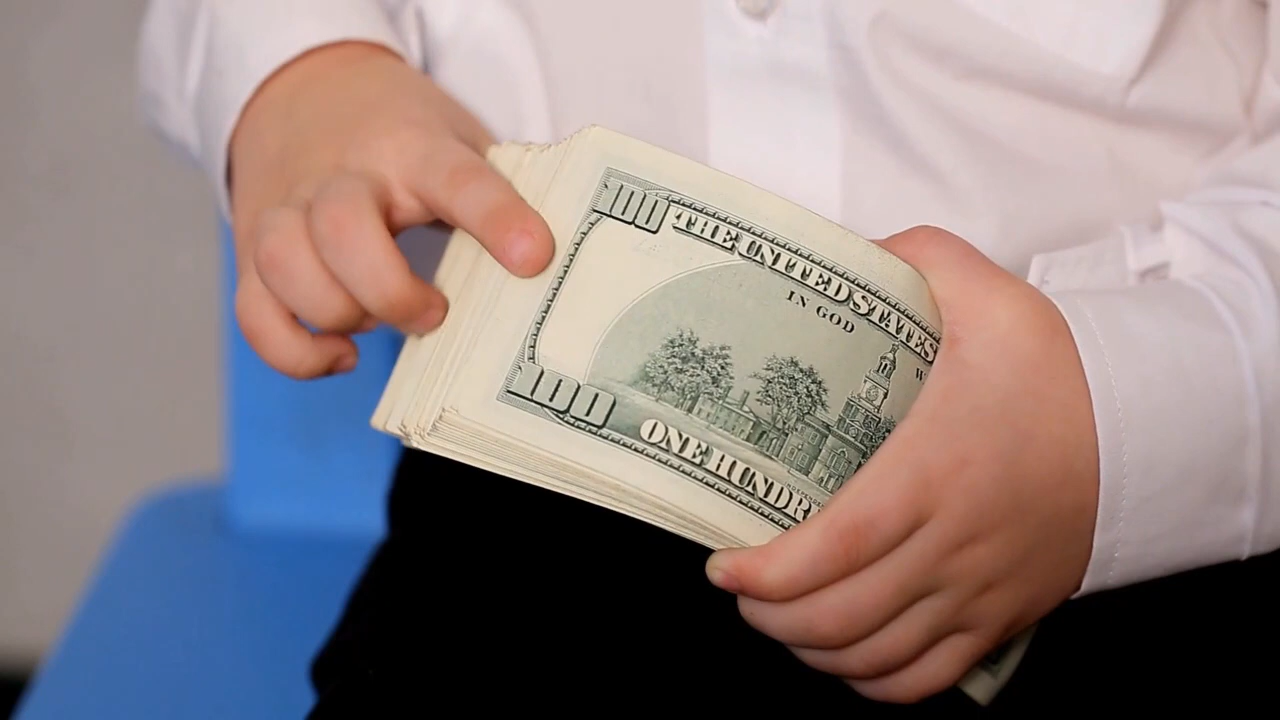 100 THE UNITED STATES
IN GOD
W
100
ONE HUNDR